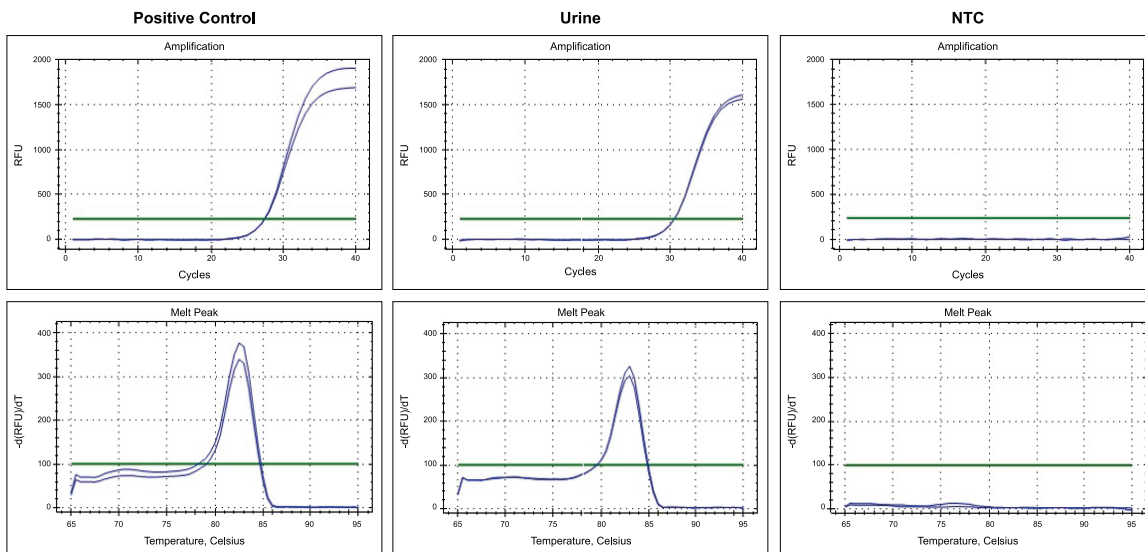 Positive Control
Urine
NTC
Amplification
2000
1500
1000
500
0
RFU
0 10 20 30 40
Cycles
Amplification
2000
1500
1000
500
0
RFU
0 10 20 30 40
Cycles
Amplification
2000
1500
1000
500
0
RFU
0 10 20 30 40
Cycles
Melt Peak
400
300
200
100
0
-d(RFU)/dT
65 70 75 80 85 90 95
Temperature, Celsius
Melt Peak
400
300
200
100
0
-d(RFU)/dT
65 70 75 80 85 90 95
Temperature, Celsius
Melt Peak
400
300
200
100
0
-d(RFU)/dT
65 70 75 80 85 90 95
Temperature, Celsius